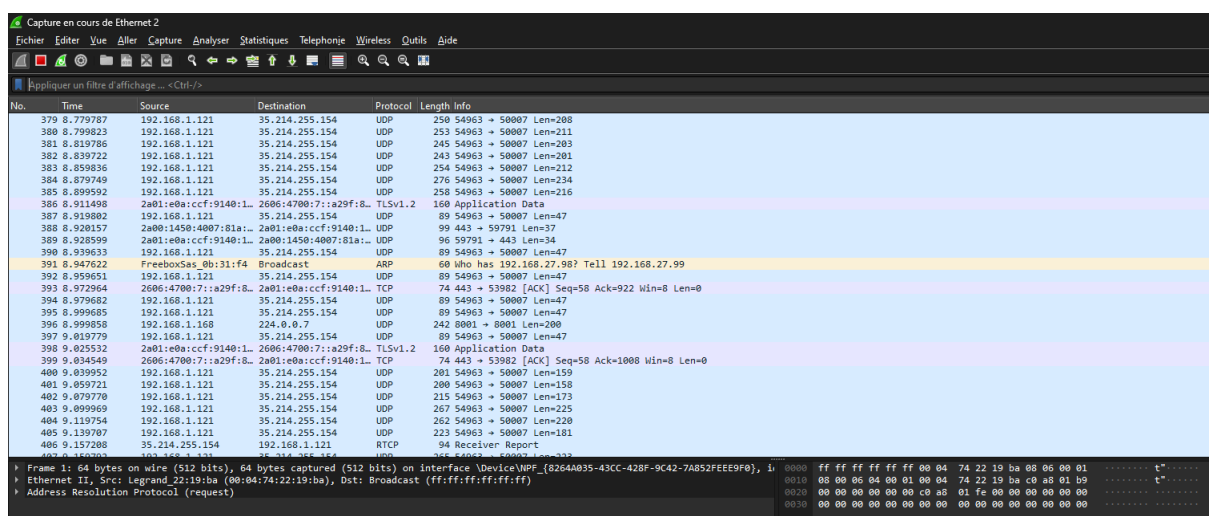 Capture en cours de Ethernet 2
Fichier Editer Vue Aller Capture Analyser Statistiques Telephonie Wireless Outils Aide
Appliquer un filtre d'affichage ... <Ctrl-/>
No. Time Source Destination Protocol Length Info
379 8.779787 192.168.1.121 35.214.255.154 UDP 250 54963 → 50007 Len=208
380 8.799823 192.168.1.121 35.214.255.154 UDP 253 54963 → 50007 Len=211
381 8.819786 192.168.1.121 35.214.255.154 UDP 245 54963 → 50007 Len=203
382 8.839722 192.168.1.121 35.214.255.154 UDP 243 54963 → 50007 Len=201
383 8.859836 192.168.1.121 35.214.255.154 UDP 254 54963 → 50007 Len=212
384 8.879749 192.168.1.121 35.214.255.154 UDP 276 54963 → 50007 Len=234
385 8.899592 192.168.1.121 35.214.255.154 UDP 258 54963 → 50007 Len=216
386 8.911498 2a01:e0a:ccf:9140:1… 2606:4700:7::a29f:8… TLSv1.2 160 Application Data
387 8.919802 192.168.1.121 35.214.255.154 UDP 89 54963 → 50007 Len=47
388 8.920157 2a00:1450:4007:81a:… 2a01:e0a:ccf:9140:1… UDP 99 443 → 59791 Len=37
389 8.928599 2a01:e0a:ccf:9140:1… 2a00:1450:4007:81a:… UDP 96 59791 → 443 Len=34
390 8.939633 192.168.1.121 35.214.255.154 UDP 89 54963 → 50007 Len=47
391 8.947622 FreeboxSas_0b:31:f4 Broadcast ARP 60 Who has 192.168.27.98? Tell 192.168.27.99
392 8.959651 192.168.1.121 35.214.255.154 UDP 89 54963 → 50007 Len=47
393 8.972964 2606:4700:7::a29f:8… 2a01:e0a:ccf:9140:1… TCP 74 443 → 53982 [ACK] Seq=58 Ack=922 Win=8 Len=0
394 8.979682 192.168.1.121 35.214.255.154 UDP 89 54963 → 50007 Len=47
395 8.999685 192.168.1.121 35.214.255.154 UDP 89 54963 → 50007 Len=47
396 8.999858 192.168.1.168 224.0.0.7 UDP 242 8001 → 8001 Len=200
397 9.019779 192.168.1.121 35.214.255.154 UDP 89 54963 → 50007 Len=47
398 9.025532 2a01:e0a:ccf:9140:1… 2606:4700:7::a29f:8… TLSv1.2 160 Application Data
399 9.034549 2606:4700:7::a29f:8… 2a01:e0a:ccf:9140:1… TCP 74 443 → 53982 [ACK] Seq=58 Ack=1008 Win=8 Len=0
400 9.039952 192.168.1.121 35.214.255.154 UDP 201 54963 → 50007 Len=159
401 9.059721 192.168.1.121 35.214.255.154 UDP 200 54963 → 50007 Len=158
402 9.079770 192.168.1.121 35.214.255.154 UDP 215 54963 → 50007 Len=173
403 9.099969 192.168.1.121 35.214.255.154 UDP 267 54963 → 50007 Len=225
404 9.119754 192.168.1.121 35.214.255.154 UDP 262 54963 → 50007 Len=220
405 9.139707 192.168.1.121 35.214.255.154 UDP 223 54963 → 50007 Len=181
406 9.157208 35.214.255.154 192.168.1.121 RTCP 94 Receiver Report
Frame 1: 64 bytes on wire (512 bits), 64 bytes captured (512 bits) on interface \Device\NPF_{8264A035-43CC-428F-9C42-7A852FEEE9F0},
Ethernet II, Src: Legrand_22:19:ba (00:04:74:22:19:ba), Dst: Broadcast (ff:ff:ff:ff:ff:ff)
Address Resolution Protocol (request)
0000 ff ff ff ff ff ff 00 04 74 22 19 ba 08 06 00 01 ········ t"······
0010 08 00 06 04 00 01 00 04 74 22 19 ba c0 a8 01 b9 ········ t"······
0020 00 00 00 00 00 00 c0 a8 01 fe 00 00 00 00 00 00 ········ ········
0030 00 00 00 00 00 00 00 00 00 00 00 00 00 00 00 00 ········ ········